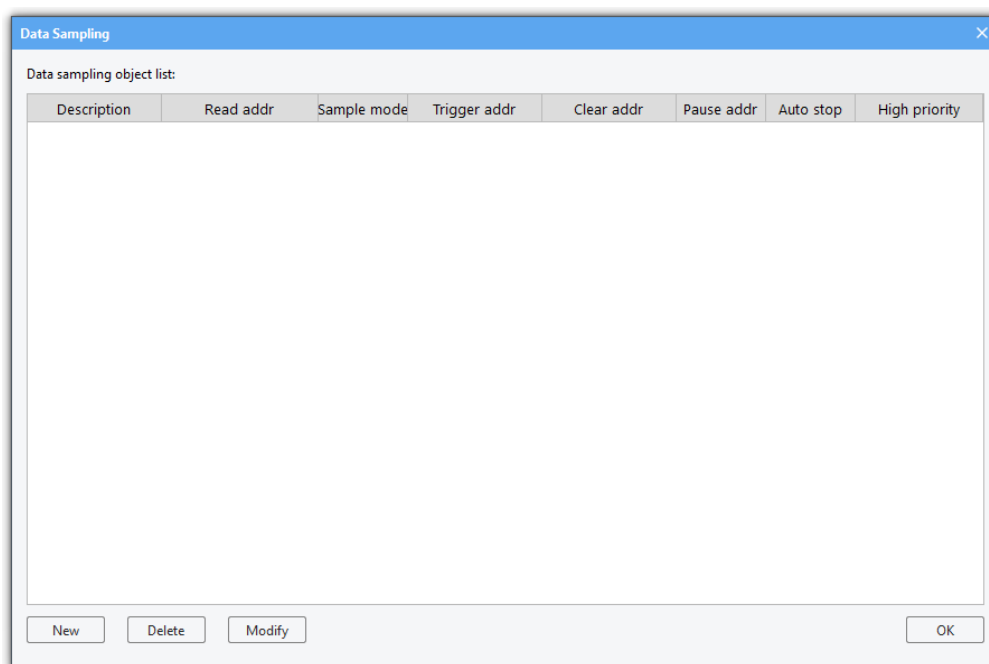 Data Sampling
Data sampling object list:
Description Read addr Sample mode Trigger addr Clear addr Pause addr Auto stop High priority
New Delete Modify OK